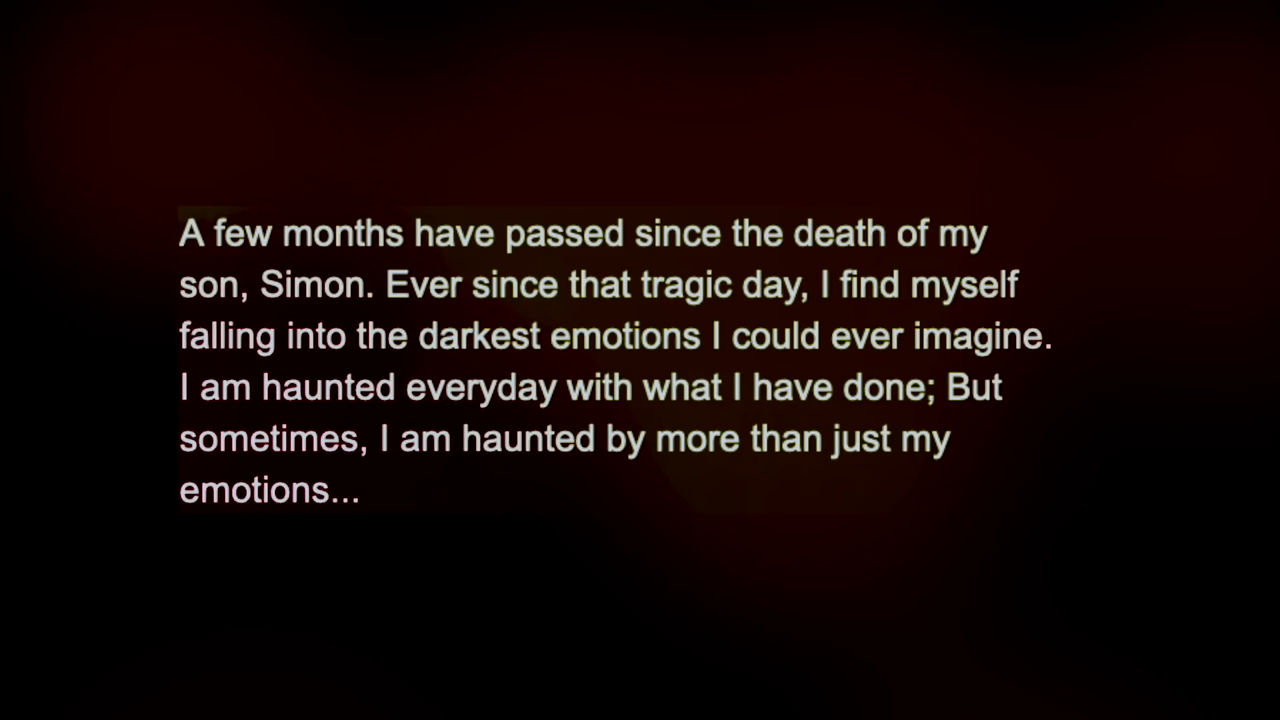 A few months have passed since the death of my
son, Simon. Ever since that tragic day, I find myself
falling into the darkest emotions I could ever imagine.
I am haunted everyday with what I have done; But
sometimes, I am haunted by more than just my
emotions...